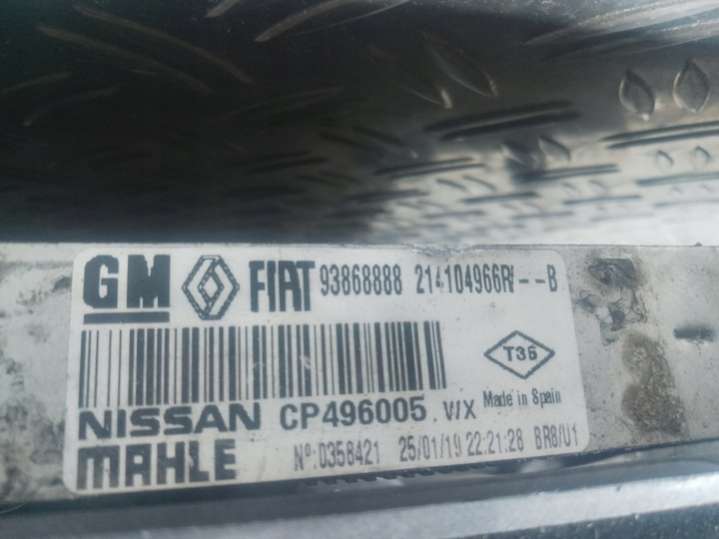 GM FIAT 93868888 214104966R/--B
T36
Made in Spain
NISSAN CP496005.V/X
MAHLE Nº:0358421 25/01/19 22:21:28 BR8/U1